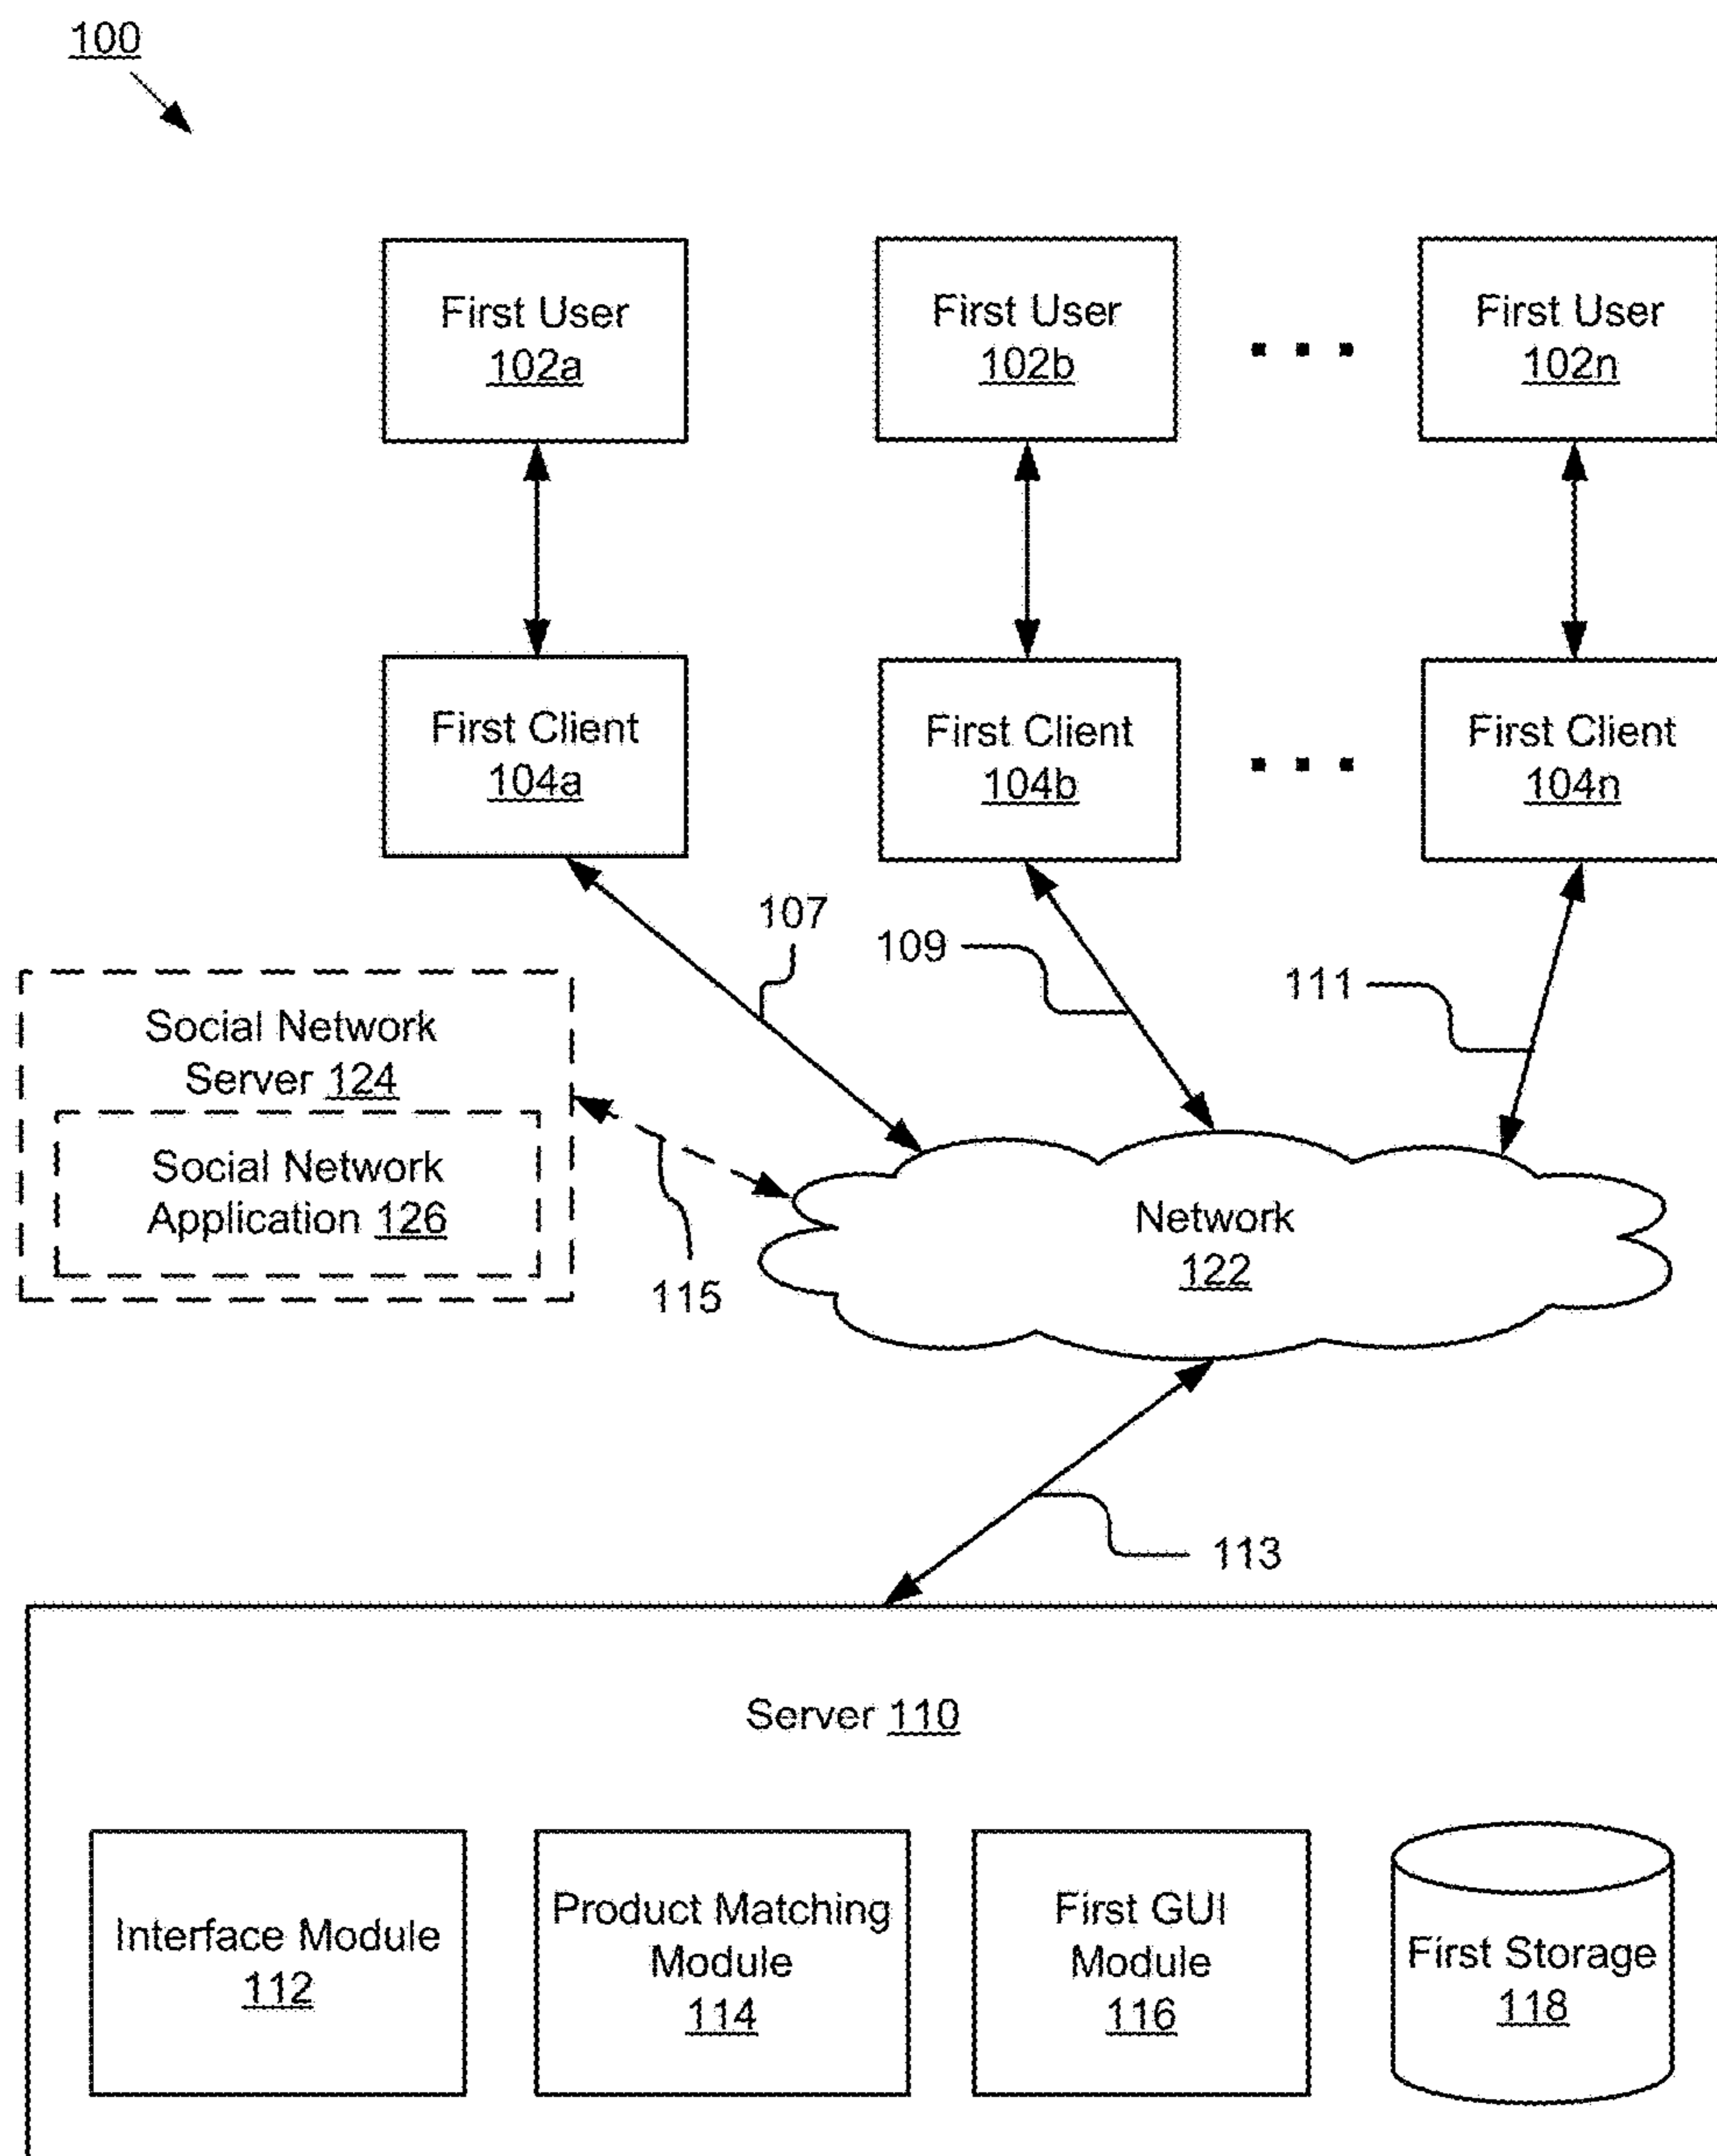 100
First User
102a
First User
102b
First User
102n
First Client
104a
First Client
104b
First Client
104n
107
109
111
Social Network
Server 124
Social Network
Application 126
115
Network
122
113
Server 110
Interface Module
112
Product Matching
Module
114
First GUI
Module
116
First Storage
118